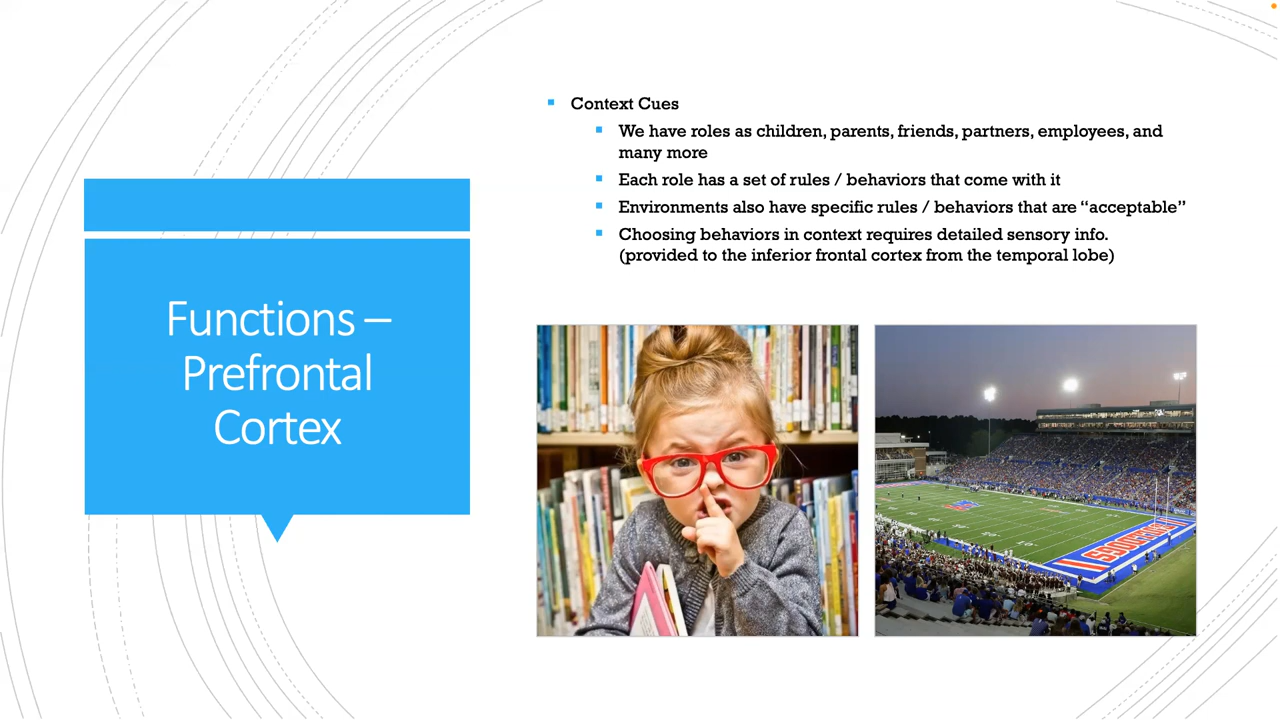 Functions –
Prefrontal
Cortex
Context Cues
We have roles as children, parents, friends, partners, employees, and
many more
Each role has a set of rules / behaviors that come with it
Environments also have specific rules / behaviors that are “acceptable”
Choosing behaviors in context requires detailed sensory info.
(provided to the inferior frontal cortex from the temporal lobe)